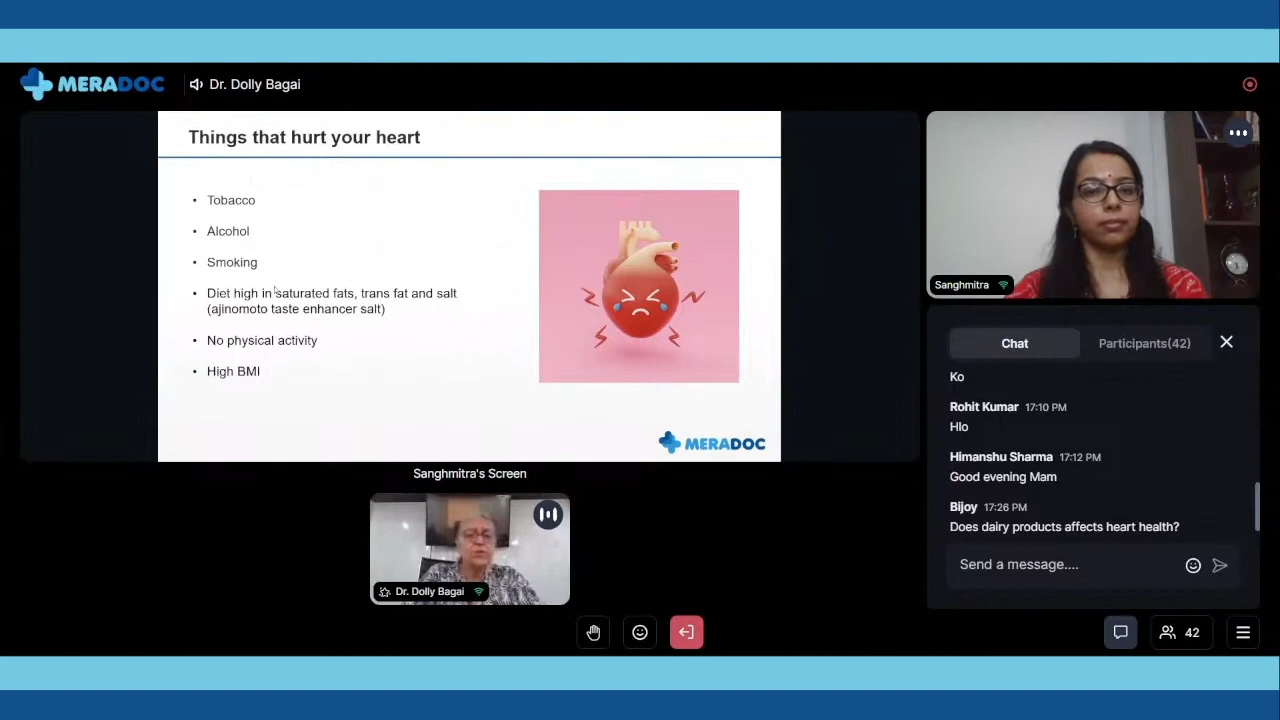 MERADOC
Dr. Dolly Bagai
Things that hurt your heart
• Tobacco
• Alcohol
• Smoking
• Diet high in saturated fats, trans fat and salt
(ajinomoto taste enhancer salt)
• No physical activity
• High BMI
MERADOC
Sanghmitra's Screen
Dr. Dolly Bagai
Sanghmitra
Chat
Participants(42)
Ko
Rohit Kumar 17:10 PM
Hlo
Himanshu Sharma 17:12 PM
Good evening Mam
Bijoy 17:26 PM
Does dairy products affects heart health?
Send a message....
42